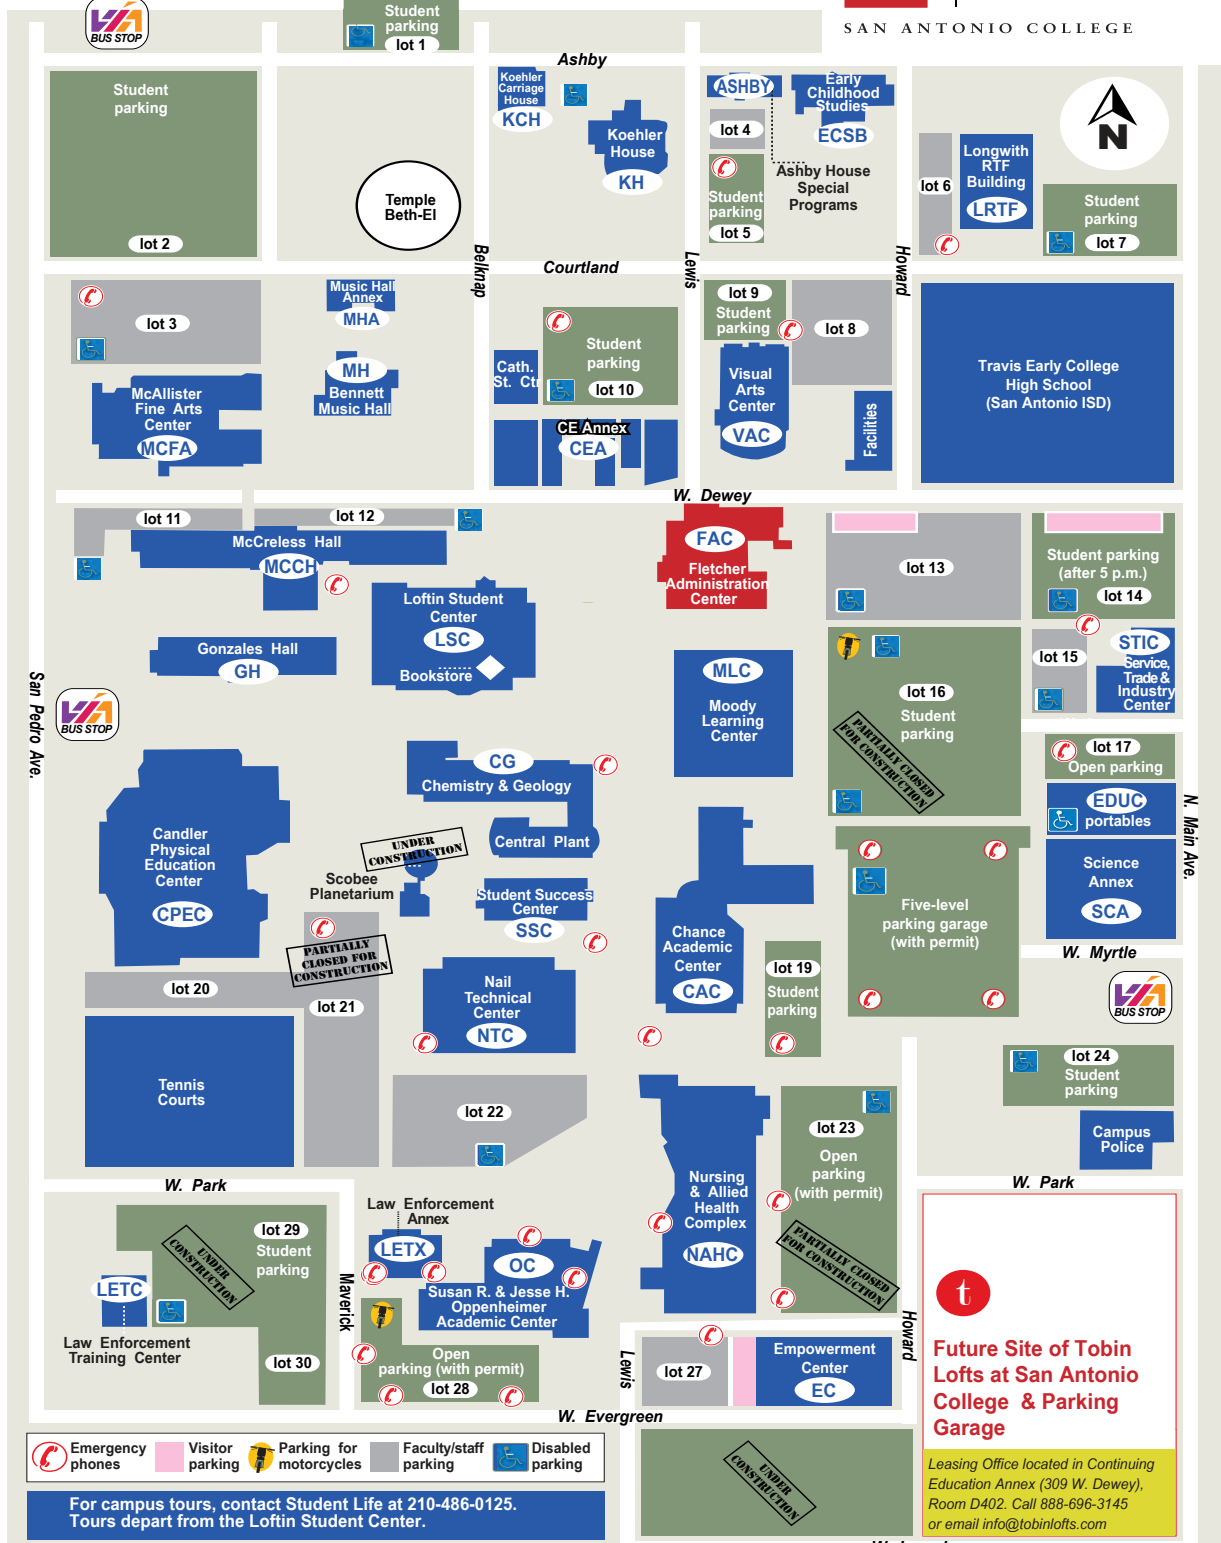 SAN ANTONIO COLLEGE
VIA
BUS STOP
Student
parking
lot 1
Ashby
Student
parking
lot 2
Temple
Beth-El
Koehler
Carriage
House
KCH
Koehler
House
KH
ASHBY
Early
Childhood
Studies
ECSB
lot 4
Student
parking
lot 5
Ashby House
Special
Programs
lot 6
Longwith
RTF
Building
LRTF
N
Student
parking
lot 7
Belknap
Courtland
Lewis
Howard
lot 3
Music Hall
Annex
MHA
MH
Bennett
Music Hall
McAllister
Fine Arts
Center
MCFA
Student
parking
lot 10
Cath.
St. Ctr
CE Annex
CEA
lot 9
Student
parking
lot 8
Visual
Arts
Center
VAC
Facilities
Travis Early College
High School
(San Antonio ISD)
W. Dewey
lot 11
lot 12
McCreless Hall
MCCH
Loftin Student
Center
LSC
Bookstore
Gonzales Hall
GH
FAC
Fletcher
Administration
Center
lot 13
Student parking
(after 5 p.m.)
lot 14
MLC
Moody
Learning
Center
lot 16
Student
parking
PARTIALLY CLOSED
FOR CONSTRUCTION
lot 15
STIC
Service,
Trade &
Industry
Center
San Pedro Ave.
VIA
BUS STOP
lot 17
Open parking
EDUC
portables
N. Main Ave.
Candler
Physical
Education
Center
CPEC
CG
Chemistry & Geology
Central Plant
UNDER
CONSTRUCTION
Scobee
Planetarium
Student Success
Center
SSC
Chance
Academic
Center
CAC
Five-level
parking garage
(with permit)
Science
Annex
SCA
W. Myrtle
PARTIALLY
CLOSED FOR
CONSTRUCTION
lot 20
lot 21
Nail
Technical
Center
NTC
lot 19
Student
parking
VIA
BUS STOP
Tennis
Courts
lot 22
lot 24
Student
parking
Campus
Police
lot 23
Open
parking
(with permit)
PARTIALLY CLOSED
FOR CONSTRUCTION
Nursing
& Allied
Health
Complex
NAHC
W. Park
W. Park
lot 29
Student
parking
UNDER
CONSTRUCTION
LETC
Law Enforcement
Training Center
lot 30
Maverick
Law Enforcement
Annex
LETX
OC
Susan R. & Jesse H.
Oppenheimer
Academic Center
Open
parking (with permit)
lot 28
Lewis
lot 27
Empowerment
Center
EC
Howard
W. Evergreen
t
Future Site of Tobin
Lofts at San Antonio
College & Parking
Garage
Leasing Office located in Continuing
Education Annex (309 W. Dewey),
Room D402. Call 888-696-3145
or email info@tobinlofts.com
UNDER
CONSTRUCTION
Emergency
phones
Visitor
parking
Parking for
motorcycles
Faculty/staff
parking
Disabled
parking
For campus tours, contact Student Life at 210-486-0125.
Tours depart from the Loftin Student Center.